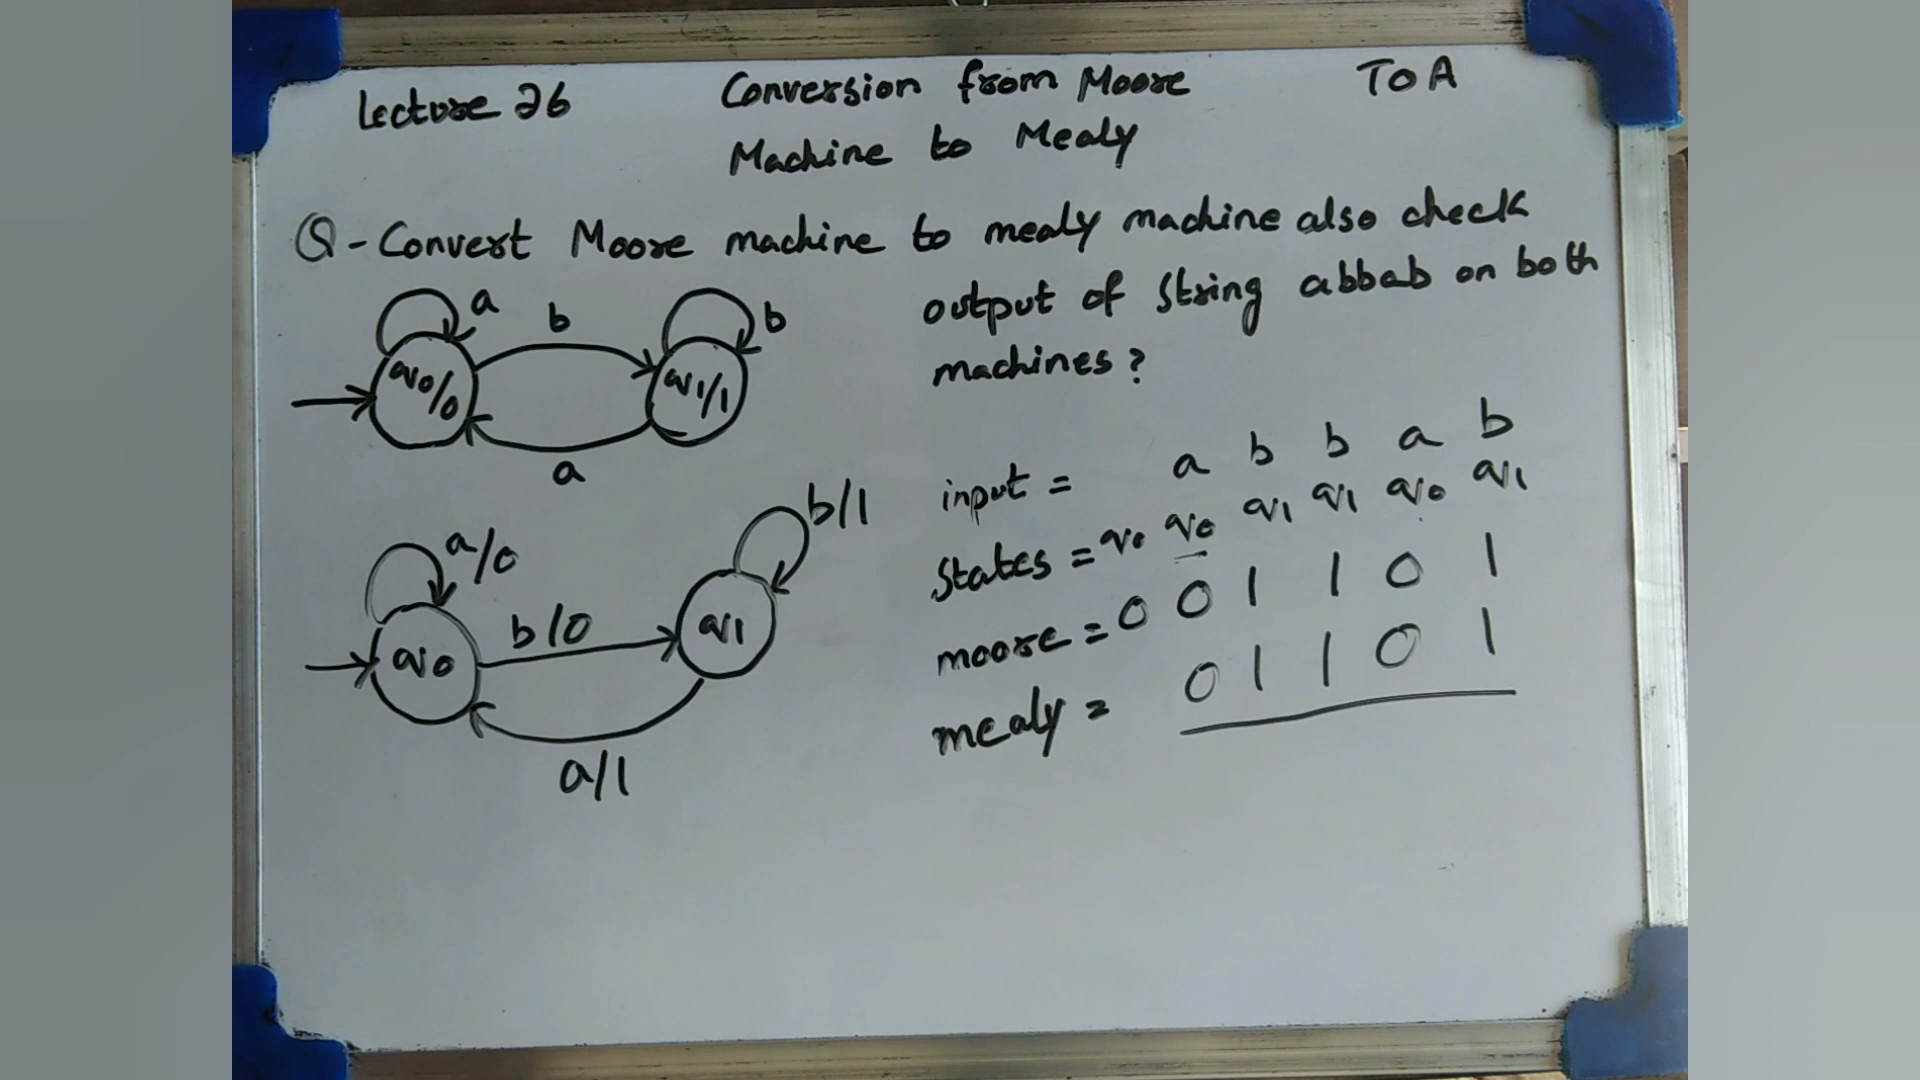 Lecture 26
Conversion from Moore
Machine to Mealy
TOA
Q - Convert Moore machine to mealy machine also check
output of string abbab on both
machines ?
a
b
b
q0/0
q1/1
a
a/0
b/0
b/1
q0
q1
a/1
input = a b b a b
States = q0 q0 q1 q1 q0 q1
moore = 0 0 1 1 0 1
mealy = 0 1 1 0 1